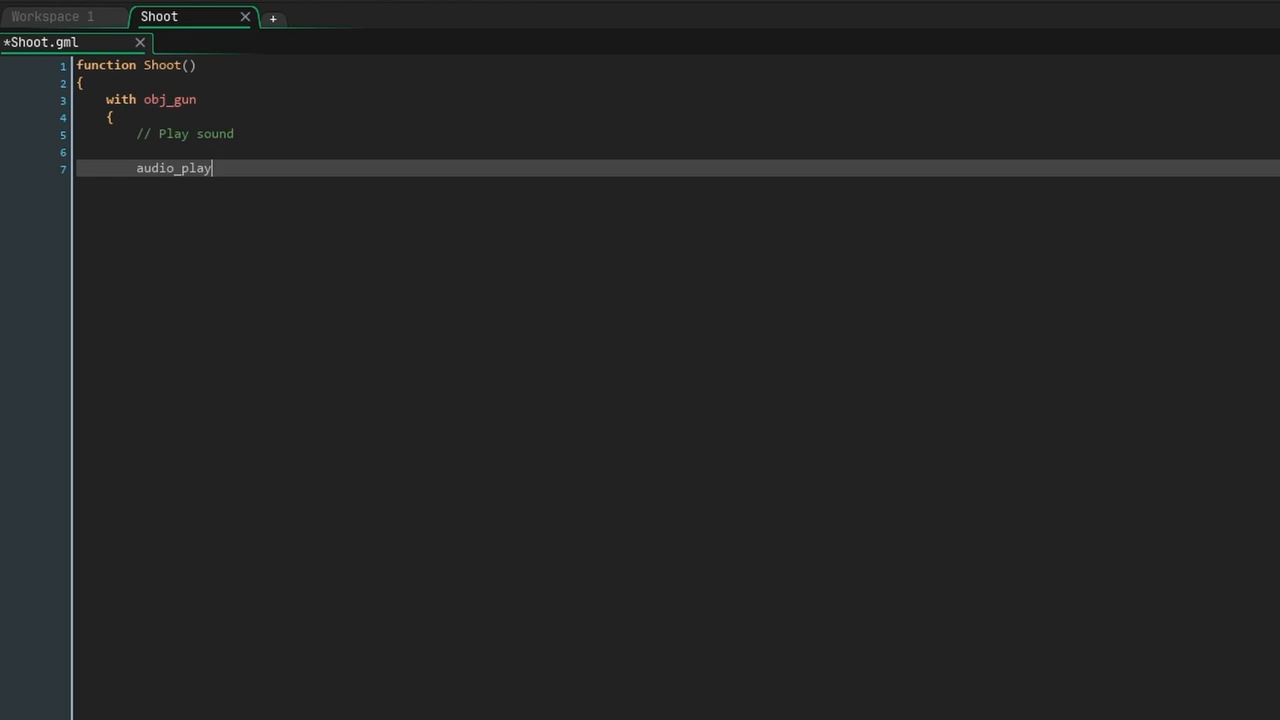 Workspace 1
Shoot
+
*Shoot.gml
1 function Shoot()
2 {
3 with obj_gun
4 {
5 // Play sound
6
7 audio_play